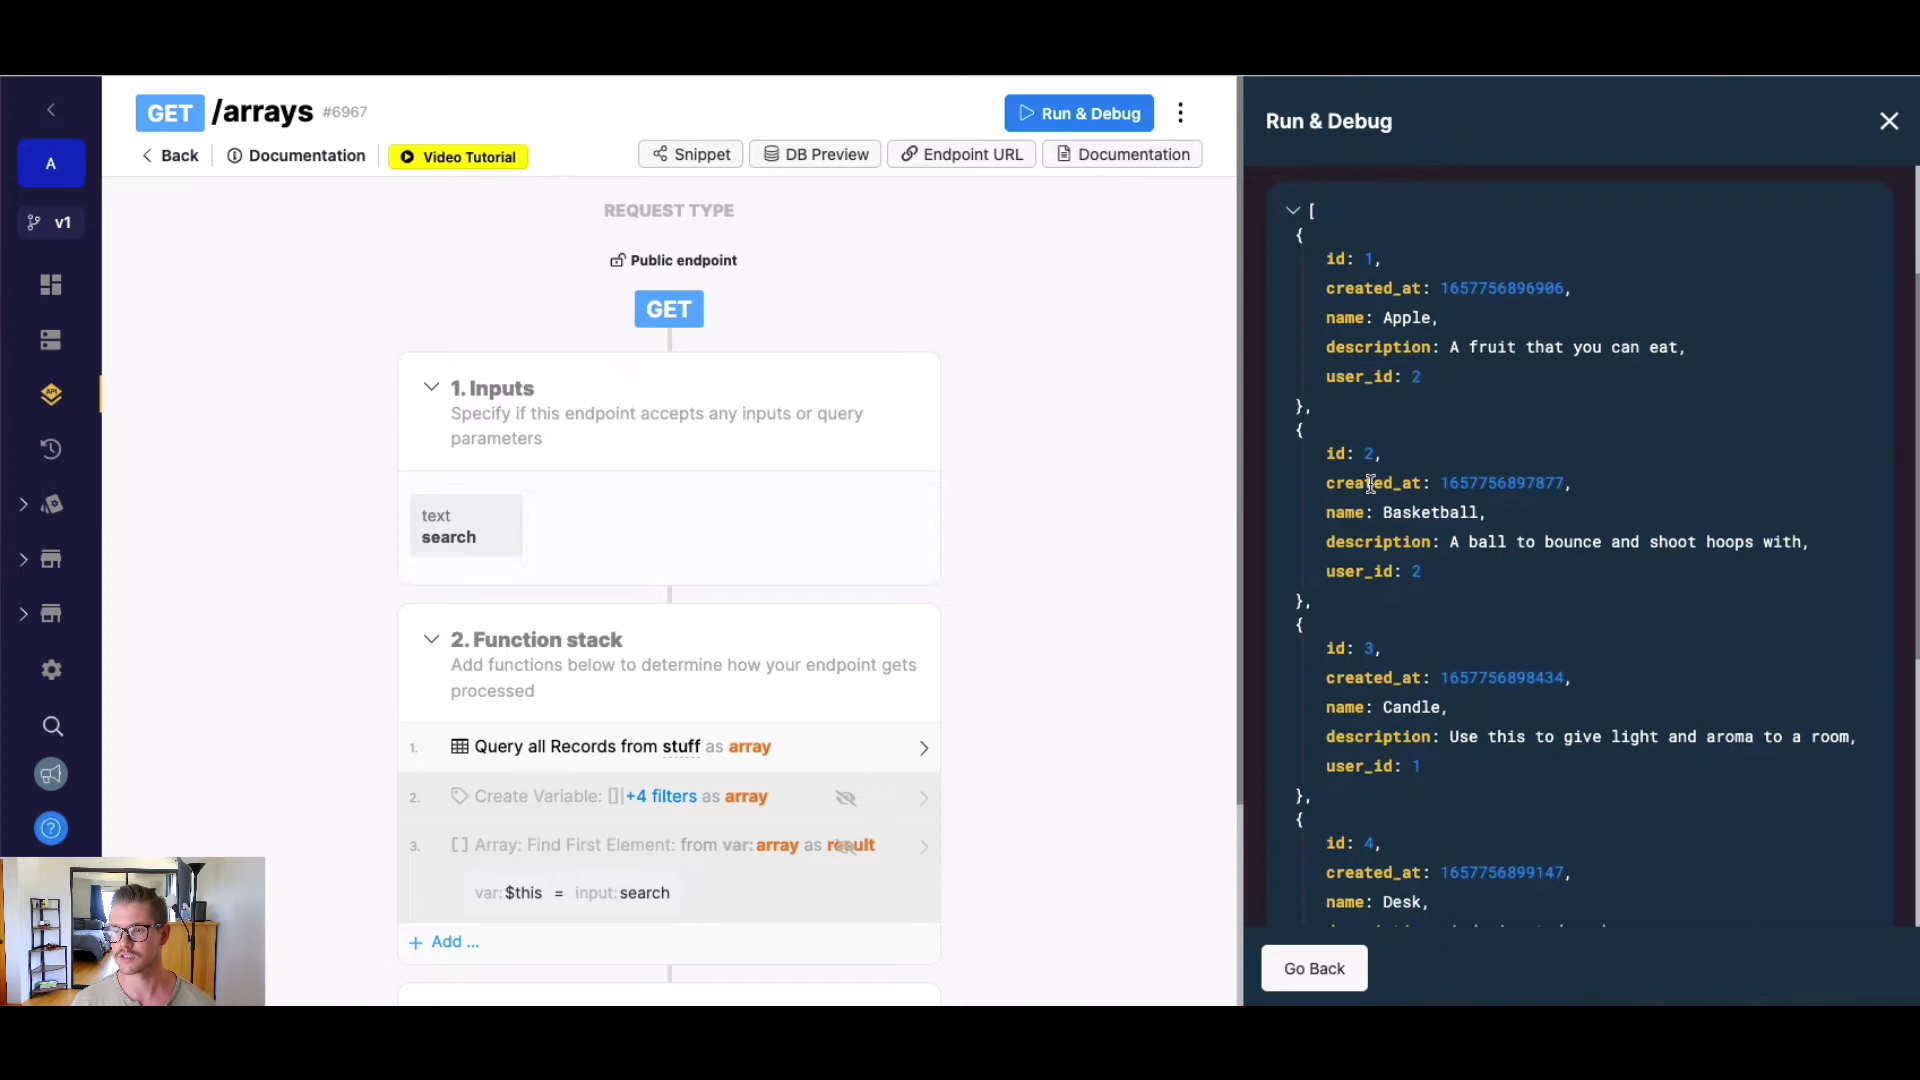 GET /arrays #6967
Run & Debug
Back
Documentation
Video Tutorial
Snippet
DB Preview
Endpoint URL
Documentation
A
v1
API
REQUEST TYPE
Public endpoint
GET
1. Inputs
Specify if this endpoint accepts any inputs or query
parameters
text
search
2. Function stack
Add functions below to determine how your endpoint gets
processed
1. Query all Records from stuff as array
2. Create Variable: []|+4 filters as array
3. [] Array: Find First Element: from var: array as result
var: $this = input: search
+ Add ...
Run & Debug
[
{
id: 1,
created_at: 1657756896906,
name: Apple,
description: A fruit that you can eat,
user_id: 2
},
{
id: 2,
created_at: 1657756897877,
name: Basketball,
description: A ball to bounce and shoot hoops with,
user_id: 2
},
{
id: 3,
created_at: 1657756898434,
name: Candle,
description: Use this to give light and aroma to a room,
user_id: 1
},
{
id: 4,
created_at: 1657756899147,
name: Desk,
Go Back